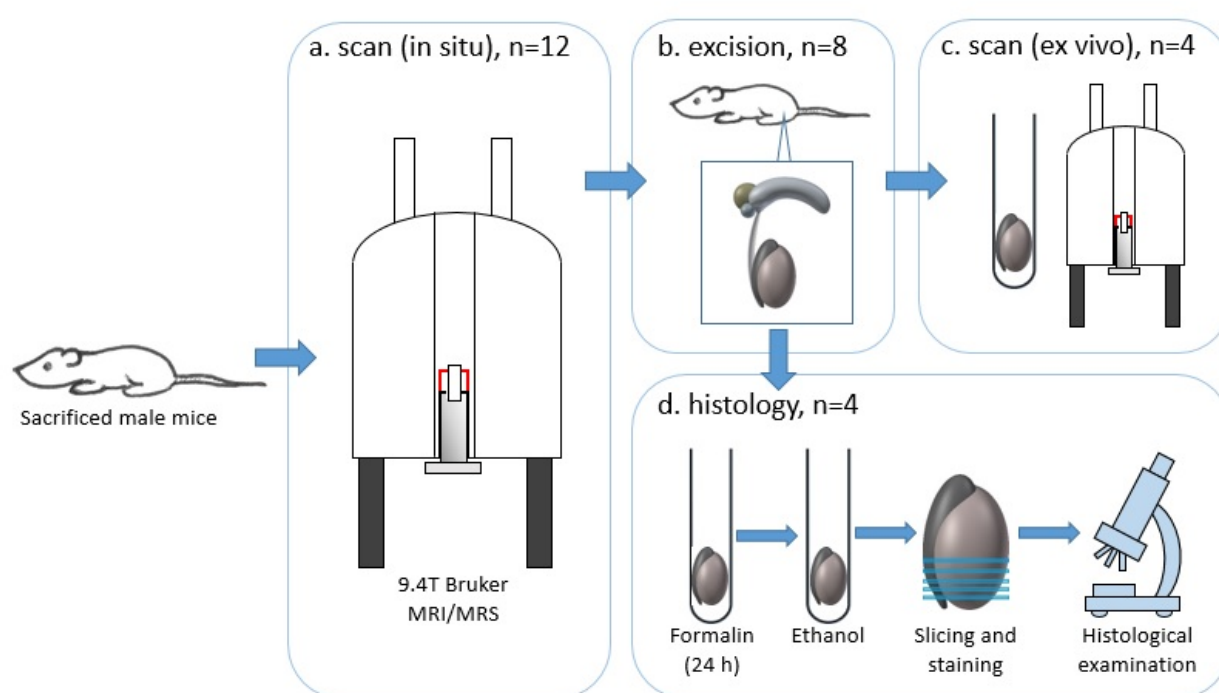 a. scan (in situ), n=12
b. excision, n=8
c. scan (ex vivo), n=4
Sacrificed male mice
9.4T Bruker
MRI/MRS
d. histology, n=4
Formalin
(24 h)
Ethanol
Slicing and
staining
Histological
examination